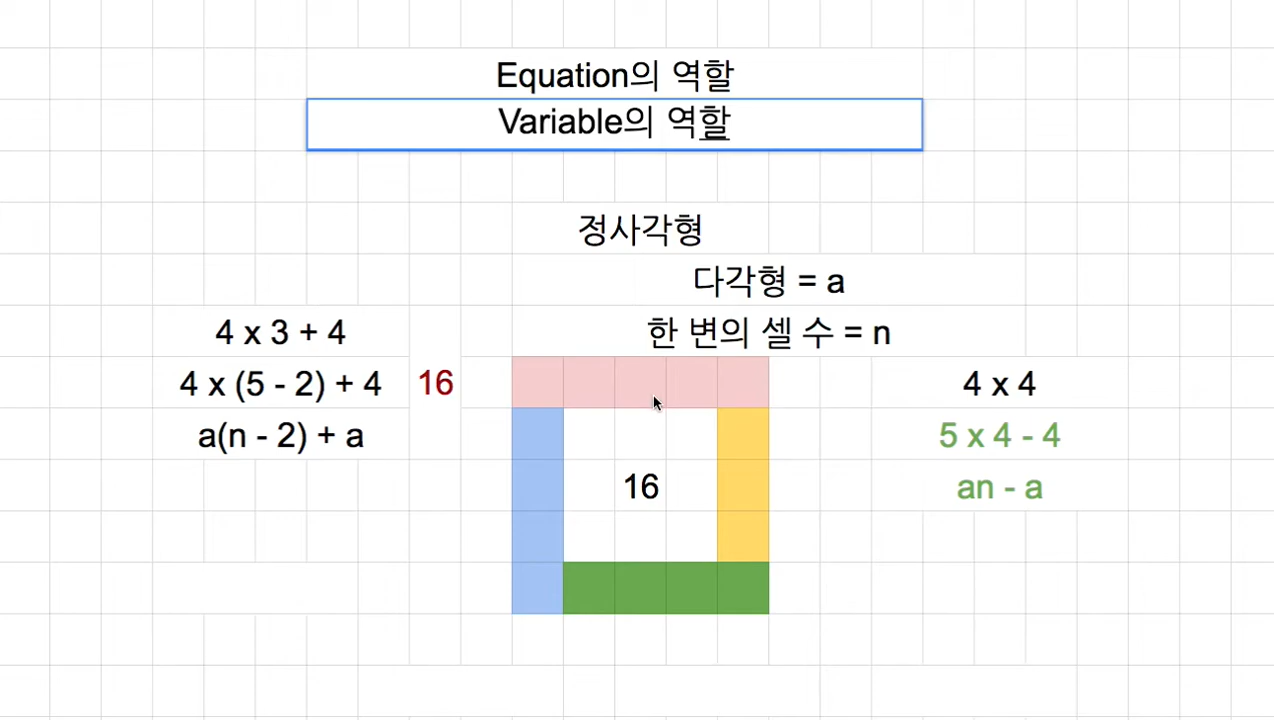 Equation의 역할
Variable의 역할
정사각형
다각형 = a
한 변의 셀 수 = n
4 x 3 + 4
4 x (5 - 2) + 4
a(n - 2) + a
16
16
4 x 4
5 x 4 - 4
an - a